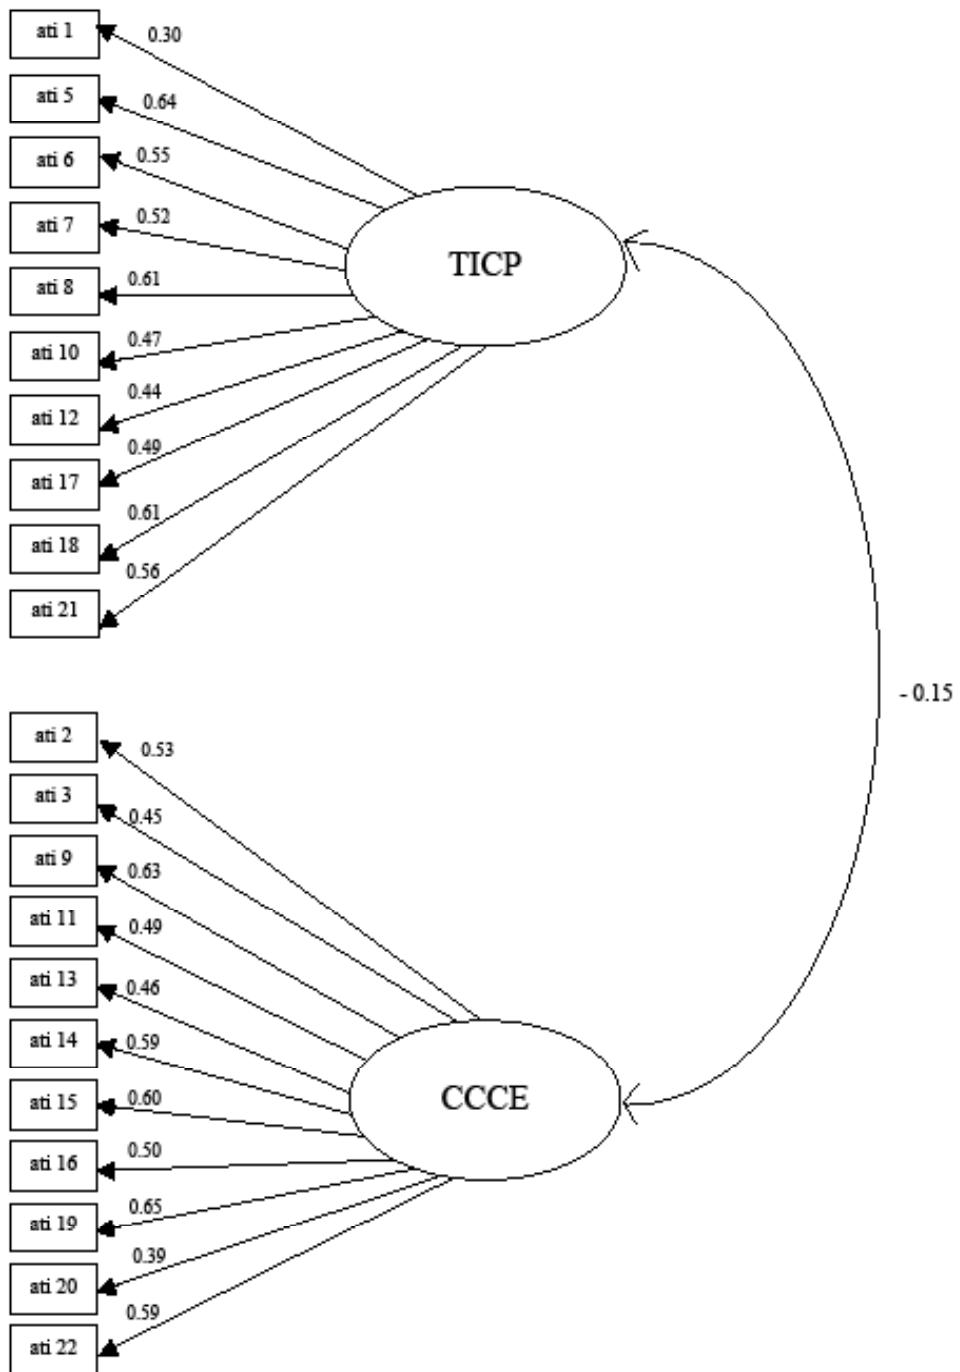 ati 1
0.30
ati 5
0.64
ati 6
0.55
ati 7
0.52
TICP
ati 8
0.61
ati 10
0.47
ati 12
0.44
ati 17
0.49
ati 18
0.61
ati 21
0.56
- 0.15
ati 2
0.53
ati 3
0.45
ati 9
0.63
ati 11
0.49
ati 13
0.46
ati 14
0.59
ati 15
0.60
CCCE
ati 16
0.50
ati 19
0.65
ati 20
0.39
ati 22
0.59